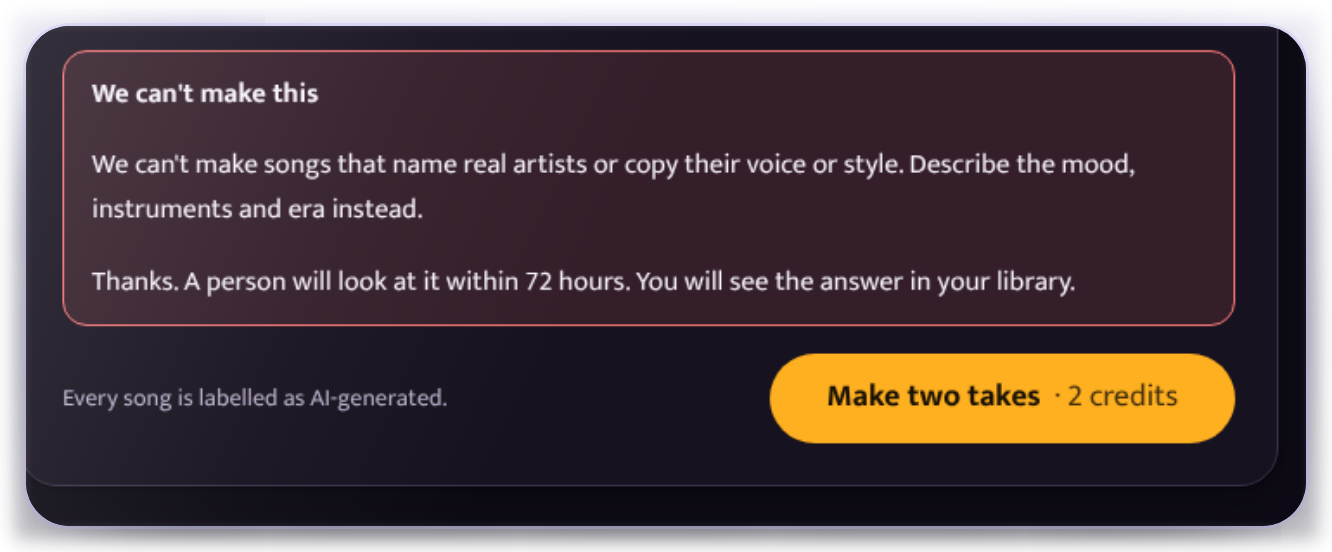 We can't make this
We can't make songs that name real artists or copy their voice or style. Describe the mood,
instruments and era instead.
Thanks. A person will look at it within 72 hours. You will see the answer in your library.
Every song is labelled as AI-generated.
Make two takes · 2 credits